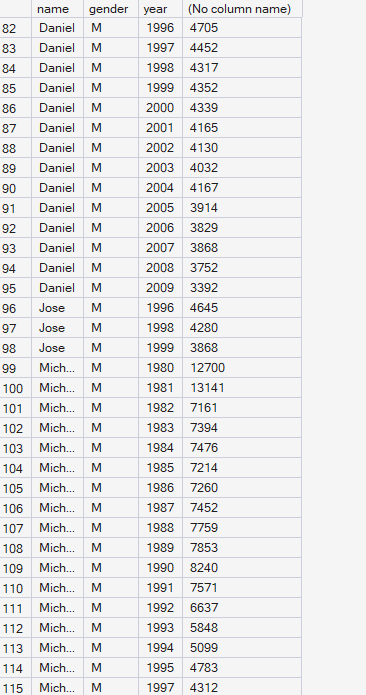 name gender year (No column name)
82 Daniel M 1996 4705
83 Daniel M 1997 4452
84 Daniel M 1998 4317
85 Daniel M 1999 4352
86 Daniel M 2000 4339
87 Daniel M 2001 4165
88 Daniel M 2002 4130
89 Daniel M 2003 4032
90 Daniel M 2004 4167
91 Daniel M 2005 3914
92 Daniel M 2006 3829
93 Daniel M 2007 3868
94 Daniel M 2008 3752
95 Daniel M 2009 3392
96 Jose M 1996 4645
97 Jose M 1998 4280
98 Jose M 1999 3868
99 Mich... M 1980 12700
100 Mich... M 1981 13141
101 Mich... M 1982 7161
102 Mich... M 1983 7394
103 Mich... M 1984 7476
104 Mich... M 1985 7214
105 Mich... M 1986 7260
106 Mich... M 1987 7452
107 Mich... M 1988 7759
108 Mich... M 1989 7853
109 Mich... M 1990 8240
110 Mich... M 1991 7571
111 Mich... M 1992 6637
112 Mich... M 1993 5848
113 Mich... M 1994 5099
114 Mich... M 1995 4783
115 Mich... M 1997 4312